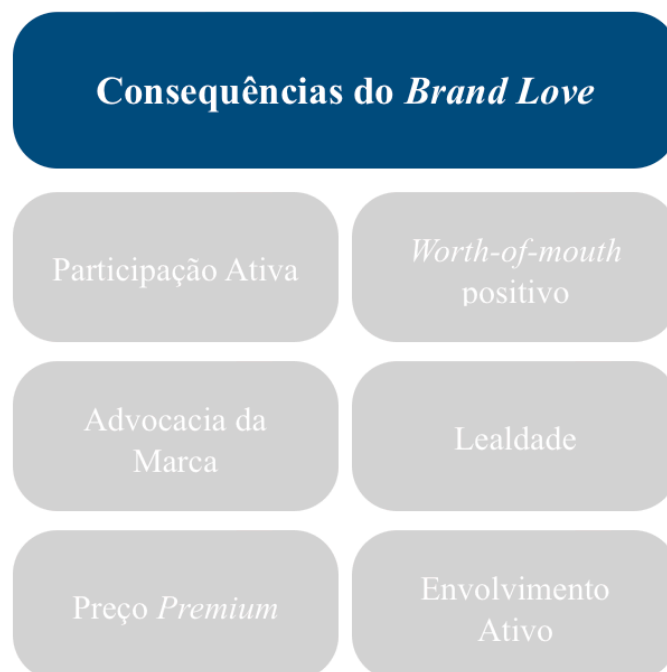 Consequências do Brand Love
Participação Ativa
Worth-of-mouth
positivo
Advocacia da
Marca
Lealdade
Preço Premium
Envolvimento
Ativo